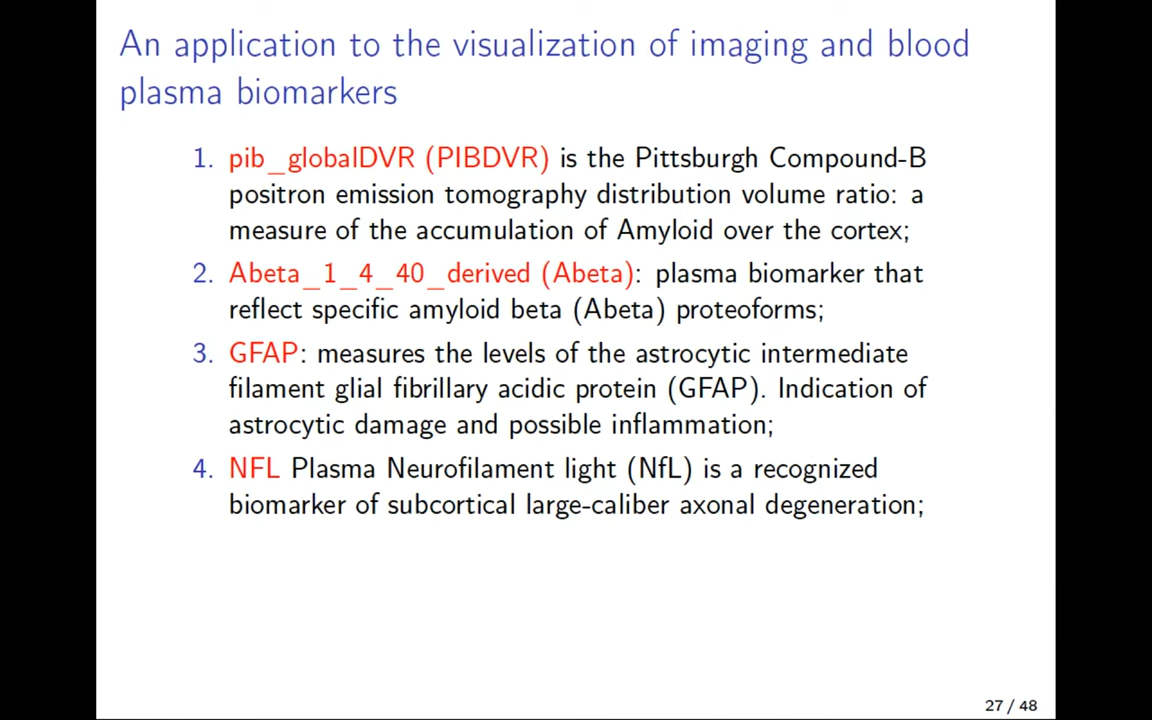 An application to the visualization of imaging and blood
plasma biomarkers
1. pib_globalDVR (PIBDVR) is the Pittsburgh Compound-B
positron emission tomography distribution volume ratio: a
measure of the accumulation of Amyloid over the cortex;
2. Abeta_1_4_40_derived (Abeta): plasma biomarker that
reflect specific amyloid beta (Abeta) proteoforms;
3. GFAP: measures the levels of the astrocytic intermediate
filament glial fibrillary acidic protein (GFAP). Indication of
astrocytic damage and possible inflammation;
4. NFL Plasma Neurofilament light (NfL) is a recognized
biomarker of subcortical large-caliber axonal degeneration;
27 / 48